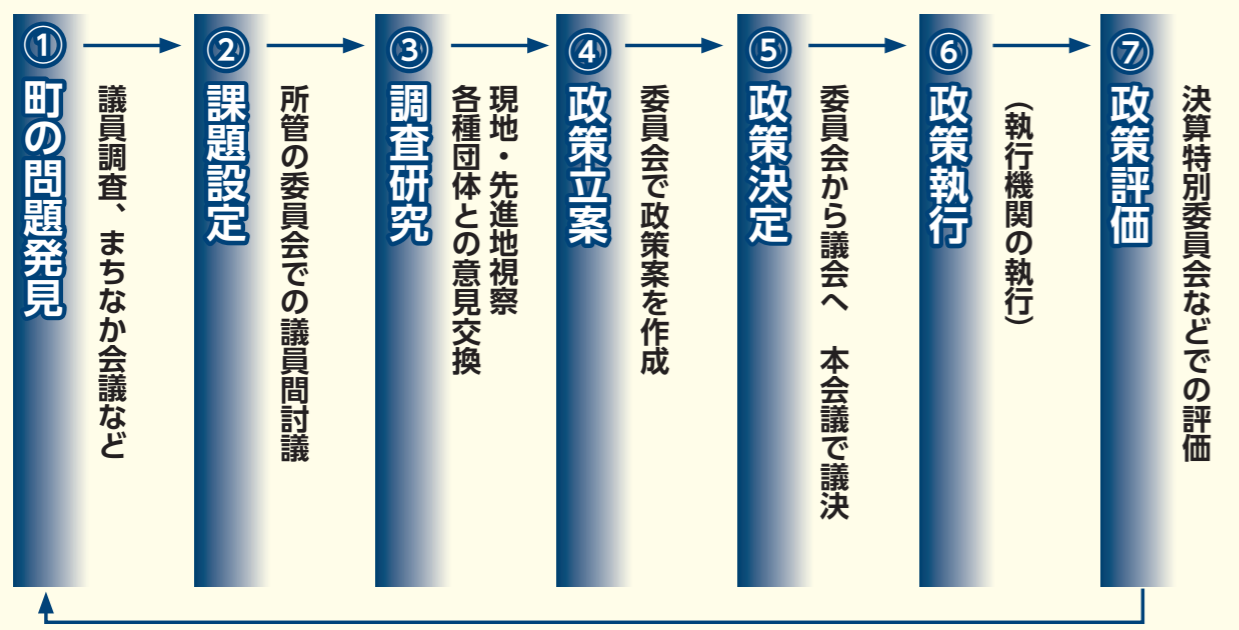 ①町の問題発見
議員調査、まちなか会議など
②課題設定
所管の委員会での議員間討議
③調査研究
現地・先進地視察
各種団体との意見交換
④政策立案
委員会で政策案を作成
⑤政策決定
委員会から議会へ　本会議で議決
⑥政策執行
（執行機関の執行）
⑦政策評価
決算特別委員会などでの評価